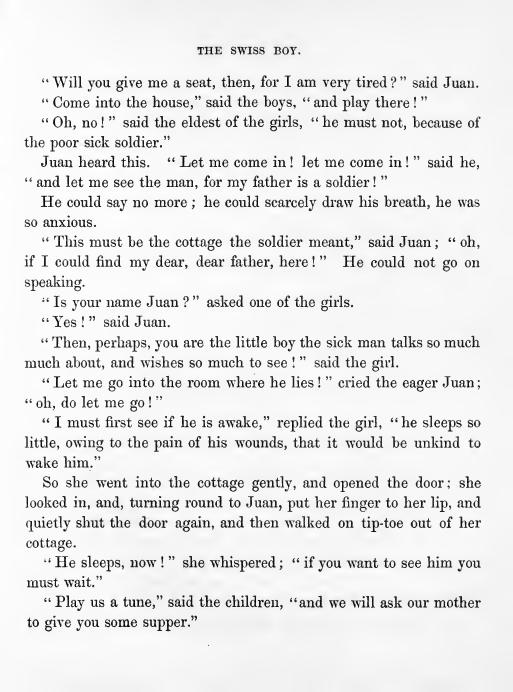 THE SWISS BOY.
“ Will you give me a seat, then, for I am very tired ? ” said Juan.
“ Come into the house,” said the boys, “ and play there ! ”
“ Oh, no ! ” said the eldest of the girls, “ he must not, because of
the poor sick soldier.”
Juan heard this. “ Let me come in ! let me come in ! ” said he,
“ and let me see the man, for my father is a soldier ! ”
He could say no more ; he could scarcely draw his breath, he was
so anxious.
“ This must be the cottage the soldier meant,” said Juan ; “ oh,
if I could find my dear, dear father, here ! ” He could not go on
speaking.
“ Is your name Juan ? ” asked one of the girls.
“ Yes ! ” said Juan.
“ Then, perhaps, you are the little boy the sick man talks so much
much about, and wishes so much to see ! ” said the girl.
“ Let me go into the room where he lies ! ” cried the eager Juan ;
“ oh, do let me go ! ”
“ I must first see if he is awake,” replied the girl, “ he sleeps so
little, owing to the pain of his wounds, that it would be unkind to
wake him.”
So she went into the cottage gently, and opened the door ; she
looked in, and, turning round to Juan, put her finger to her lip, and
quietly shut the door again, and then walked on tip-toe out of her
cottage.
“ He sleeps, now ! ” she whispered ; “ if you want to see him you
must wait.”
“ Play us a tune,” said the children, “and we will ask our mother
to give you some supper.”